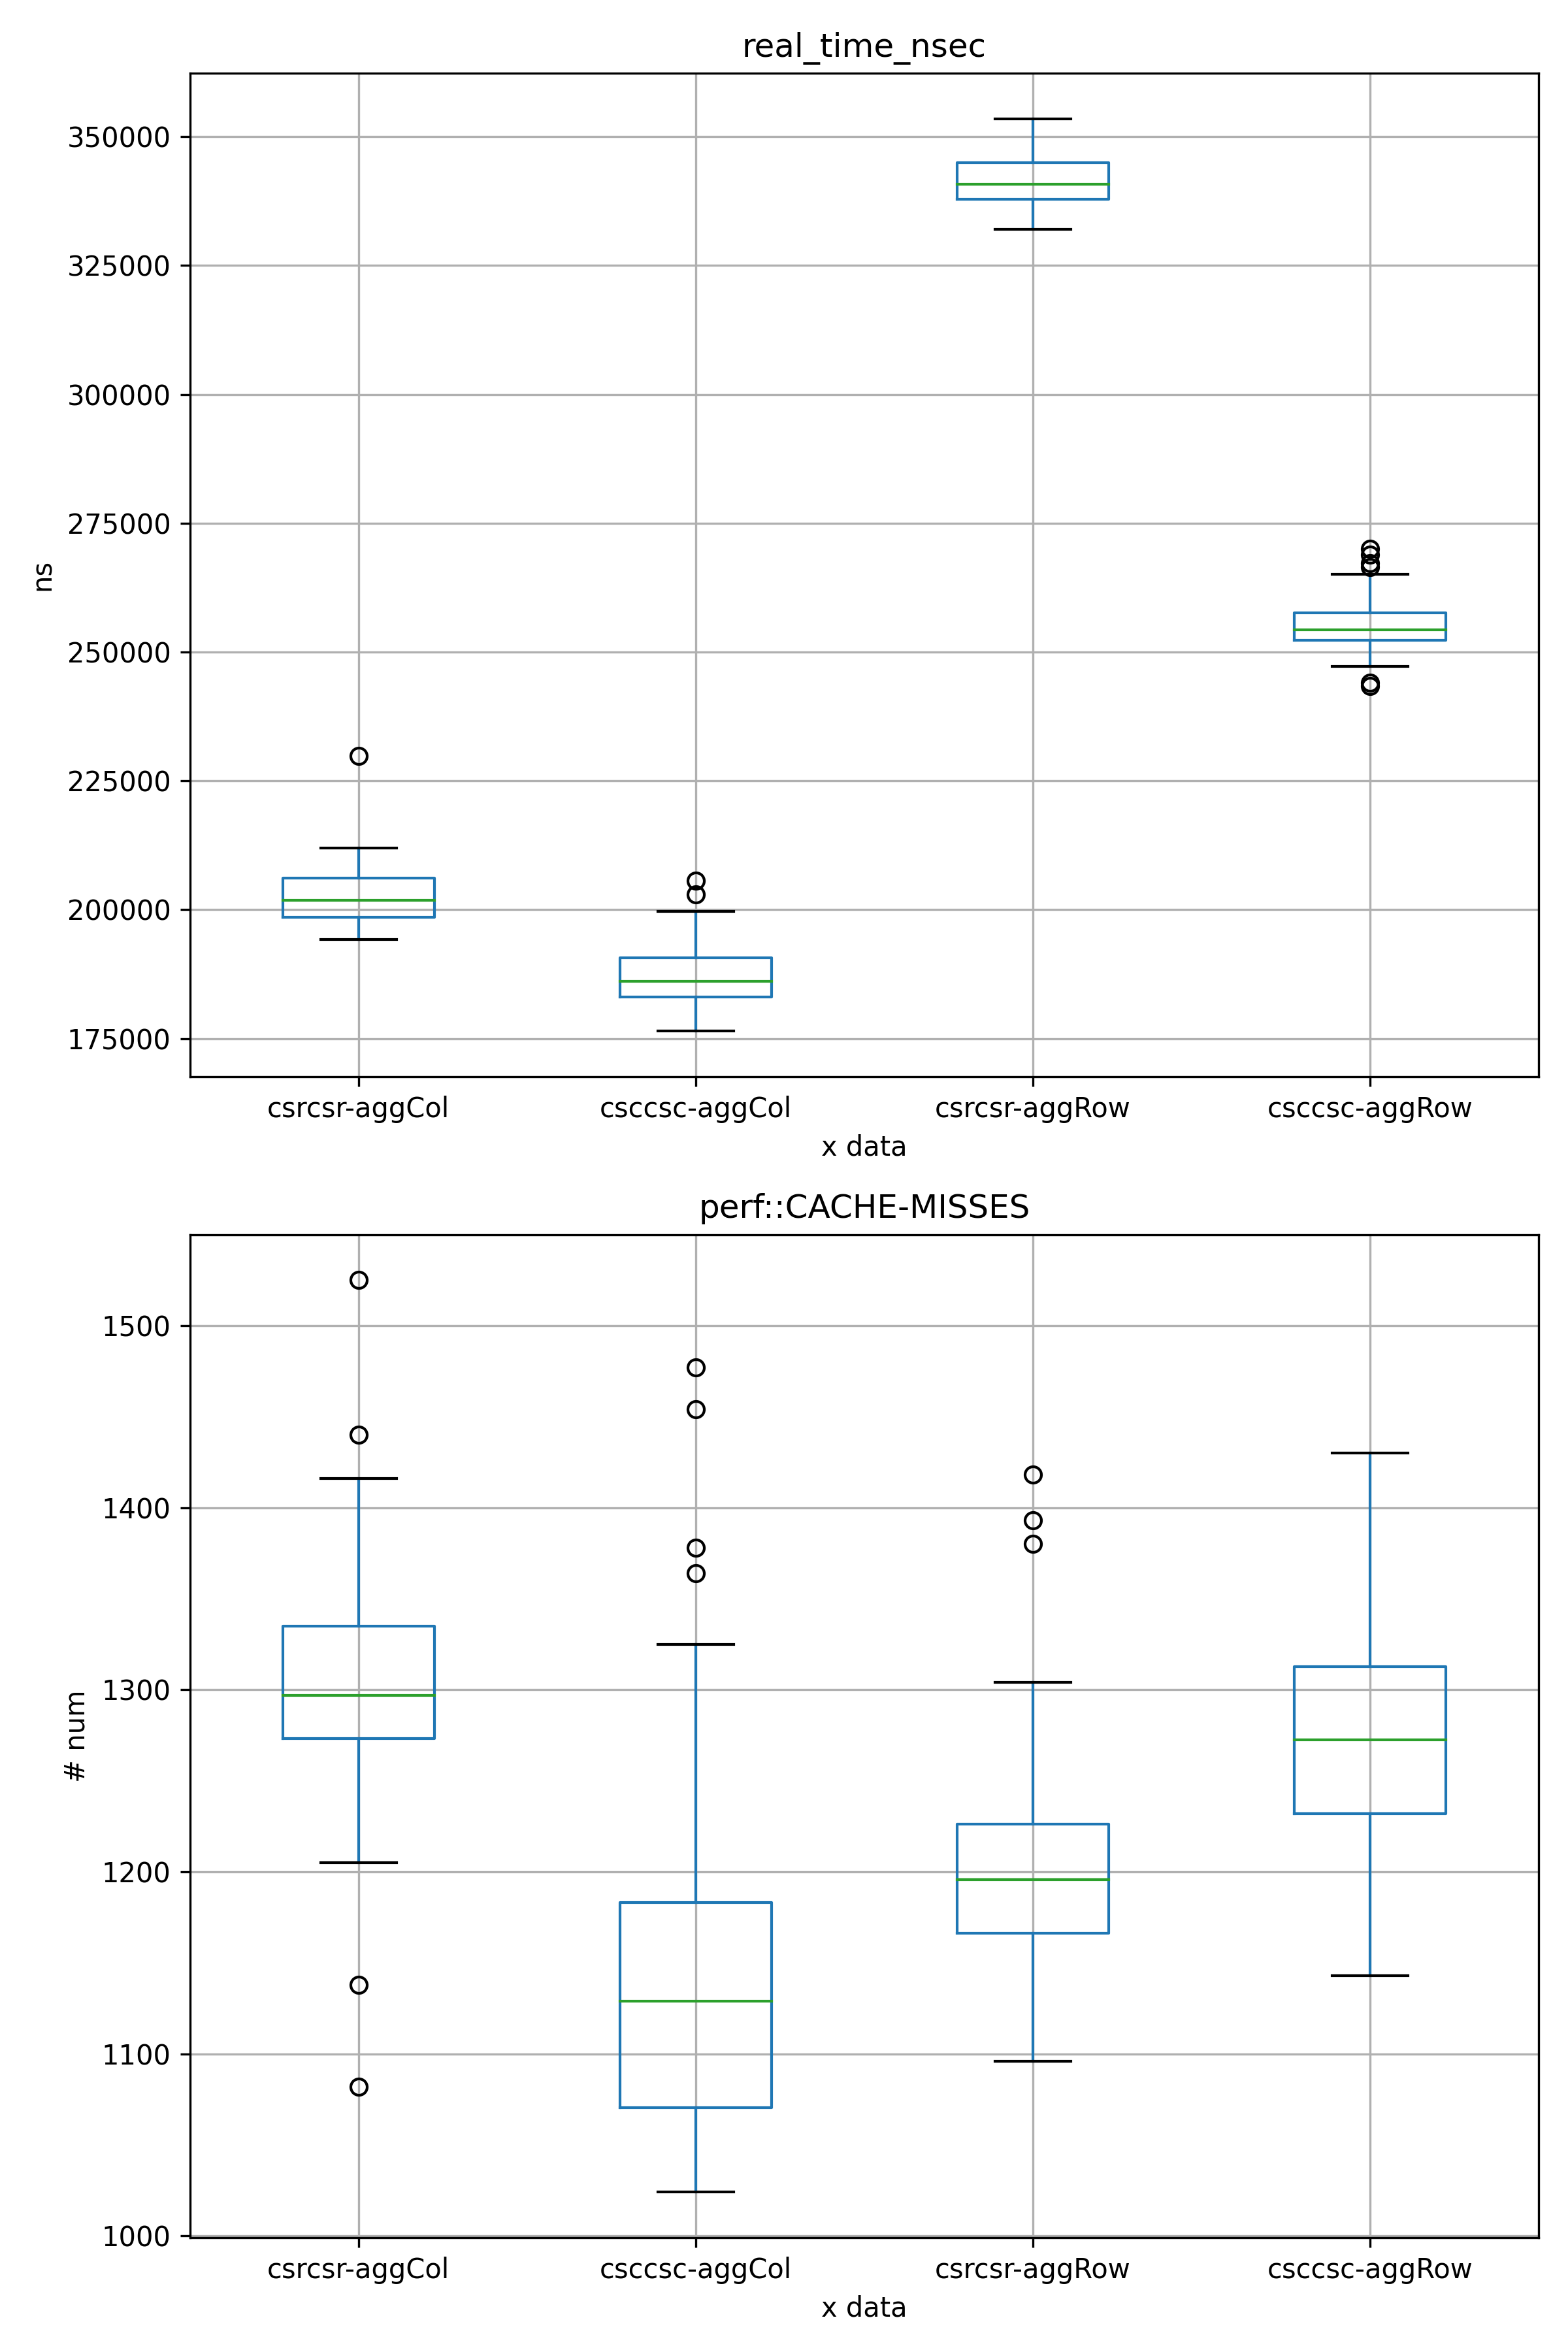 real_time_nsec
350000
325000
300000
275000
250000
225000
200000
175000
ns
csrcsr-aggCol csccsc-aggCol csrcsr-aggRow csccsc-aggRow
x data
perf::CACHE-MISSES
1500
1400
1300
1200
1100
1000
# num
csrcsr-aggCol csccsc-aggCol csrcsr-aggRow csccsc-aggRow
x data